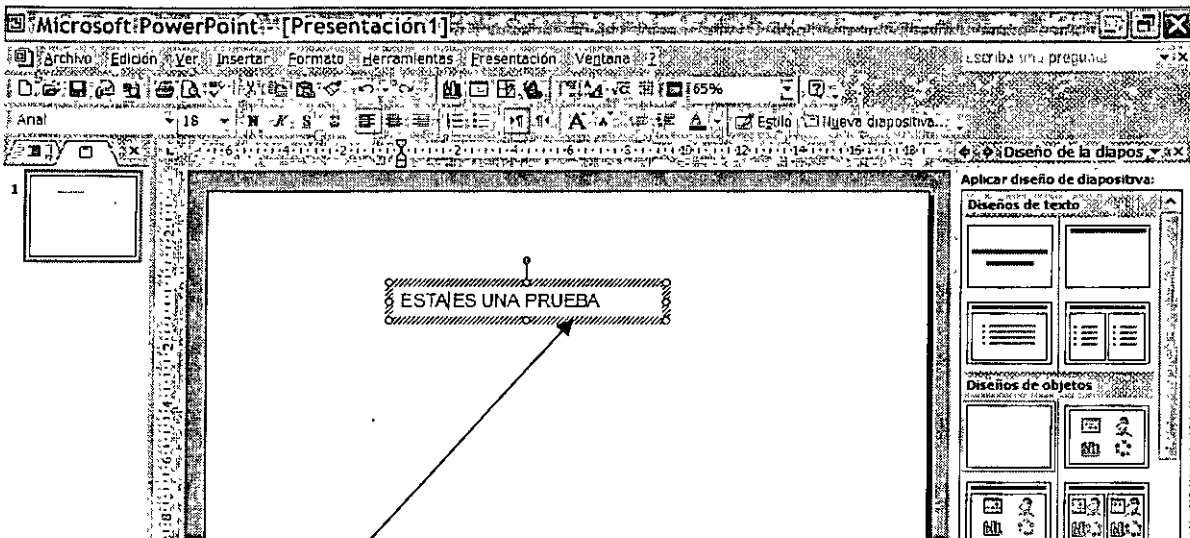 Microsoft PowerPoint - [Presentación1]
Archivo Edición Ver Insertar Formato Herramientas Presentación Ventana ?
Escriba una pregunta
65%
Arial 18 N K S Estilo Nueva diapositiva...
Diseño de la diapos
1
Aplicar diseño de diapositiva:
Diseños de texto
ESTA ES UNA PRUEBA
Diseños de objetos